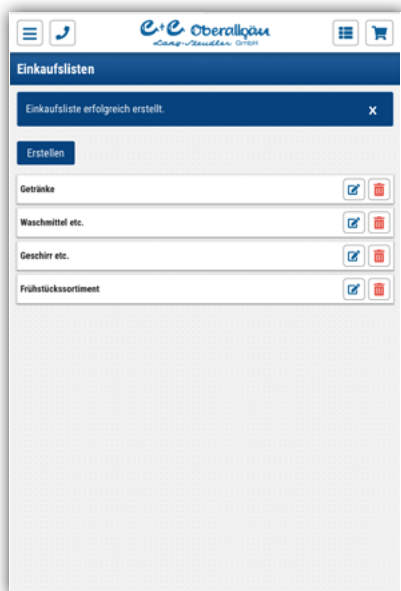 C+C Oberallgäu
Lang-Steudler GmbH
Einkaufslisten
Einkaufsliste erfolgreich erstellt.
x
Erstellen
Getränke
Waschmittel etc.
Geschirr etc.
Frühstückssortiment